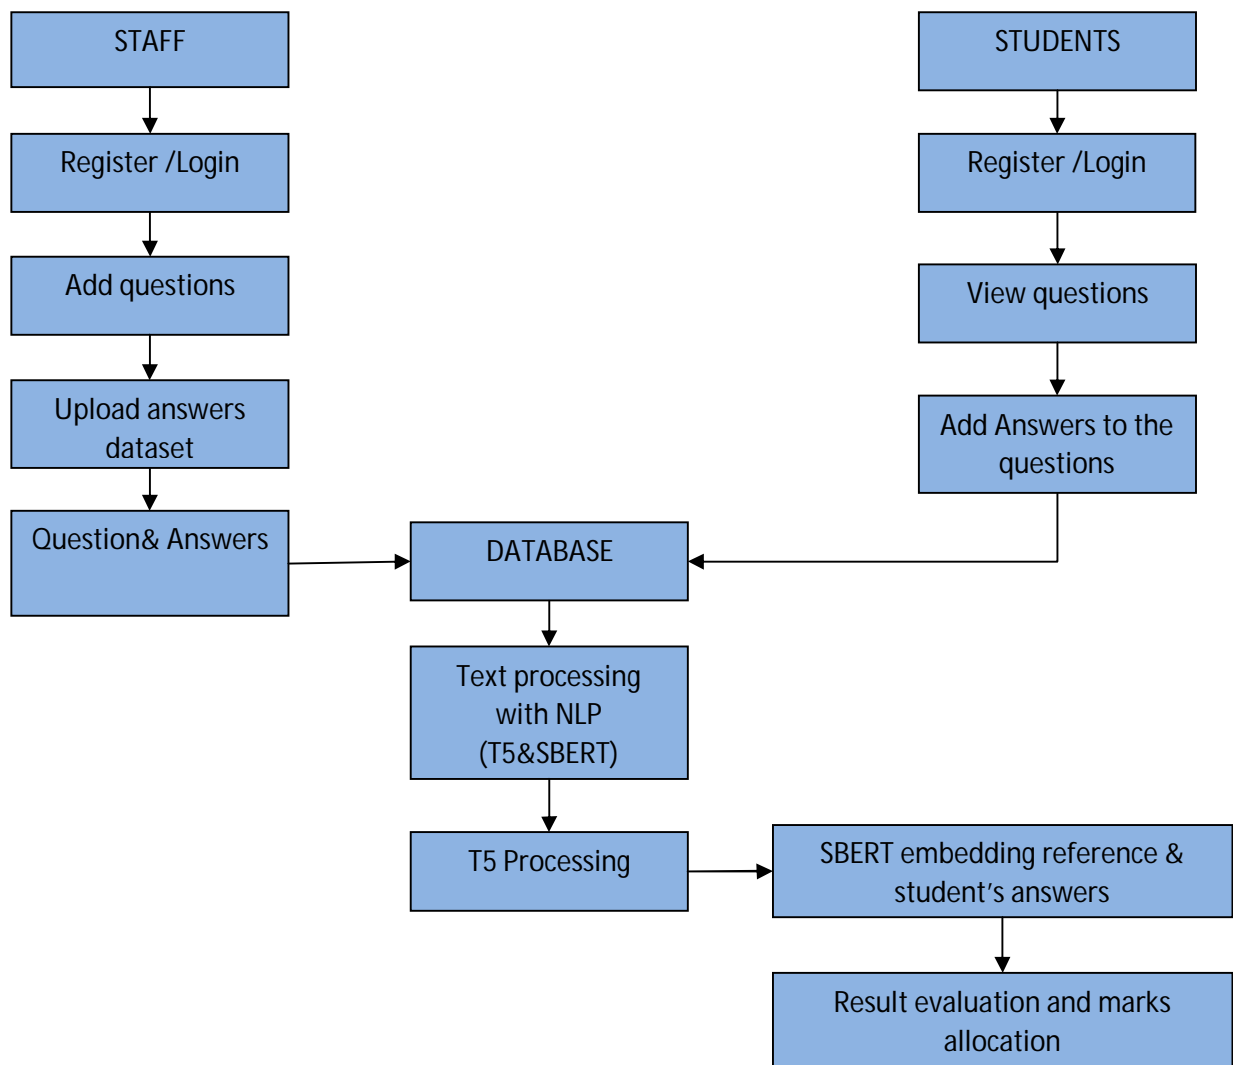 STAFF
Register /Login
Add questions
Upload answers
dataset
Question& Answers
STUDENTS
Register /Login
View questions
Add Answers to the
questions
DATABASE
Text processing
with NLP
(T5&SBERT)
T5 Processing
SBERT embedding reference &
student’s answers
Result evaluation and marks
allocation